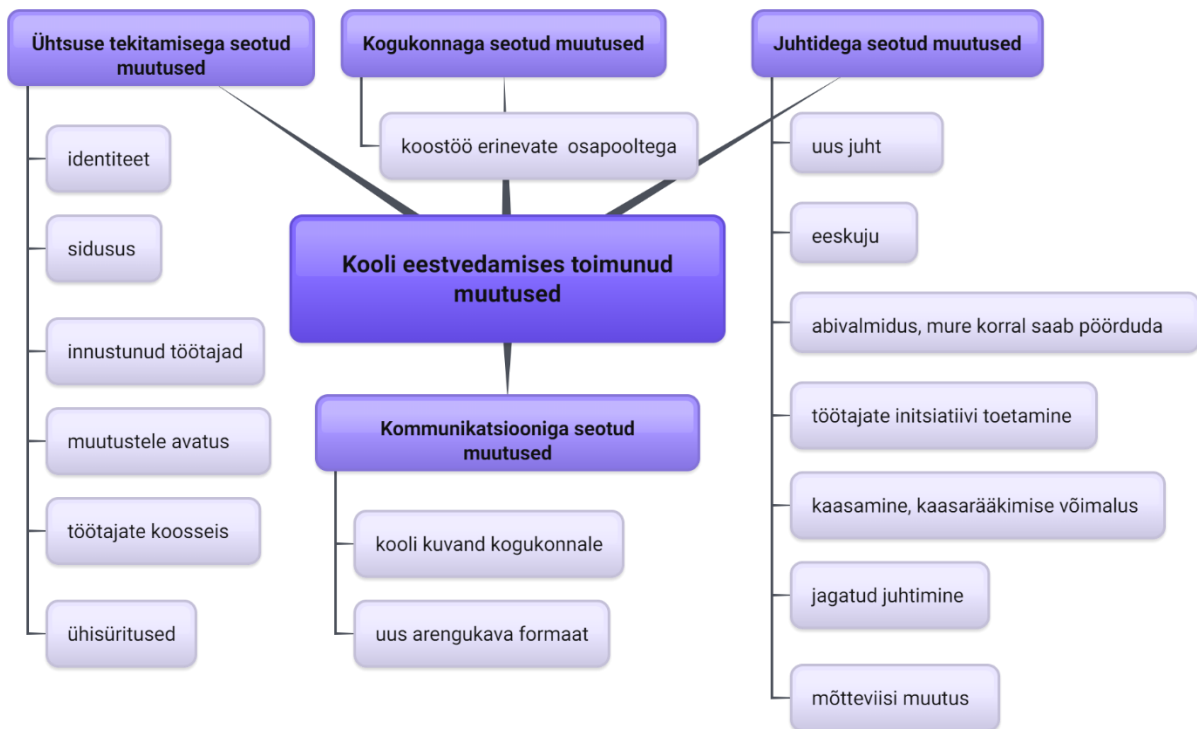 Ühtsuse tekitamisega seotud
muutused
identiteet
sidusus
innustunud töötajad
muutustele avatus
töötajate koosseis
ühisüritused
Kogukonnaga seotud muutused
koostöö erinevate osapooltega
Kooli eestvedamises toimunud
muutused
Kommunikatsiooniga seotud
muutused
kooli kuvand kogukonnale
uus arengukava formaat
Juhtidega seotud muutused
uus juht
eeskuju
abivalmidus, mure korral saab pöörduda
töötajate initsiatiivi toetamine
kaasamine, kaasarääkimise võimalus
jagatud juhtimine
mõtteviisi muutus